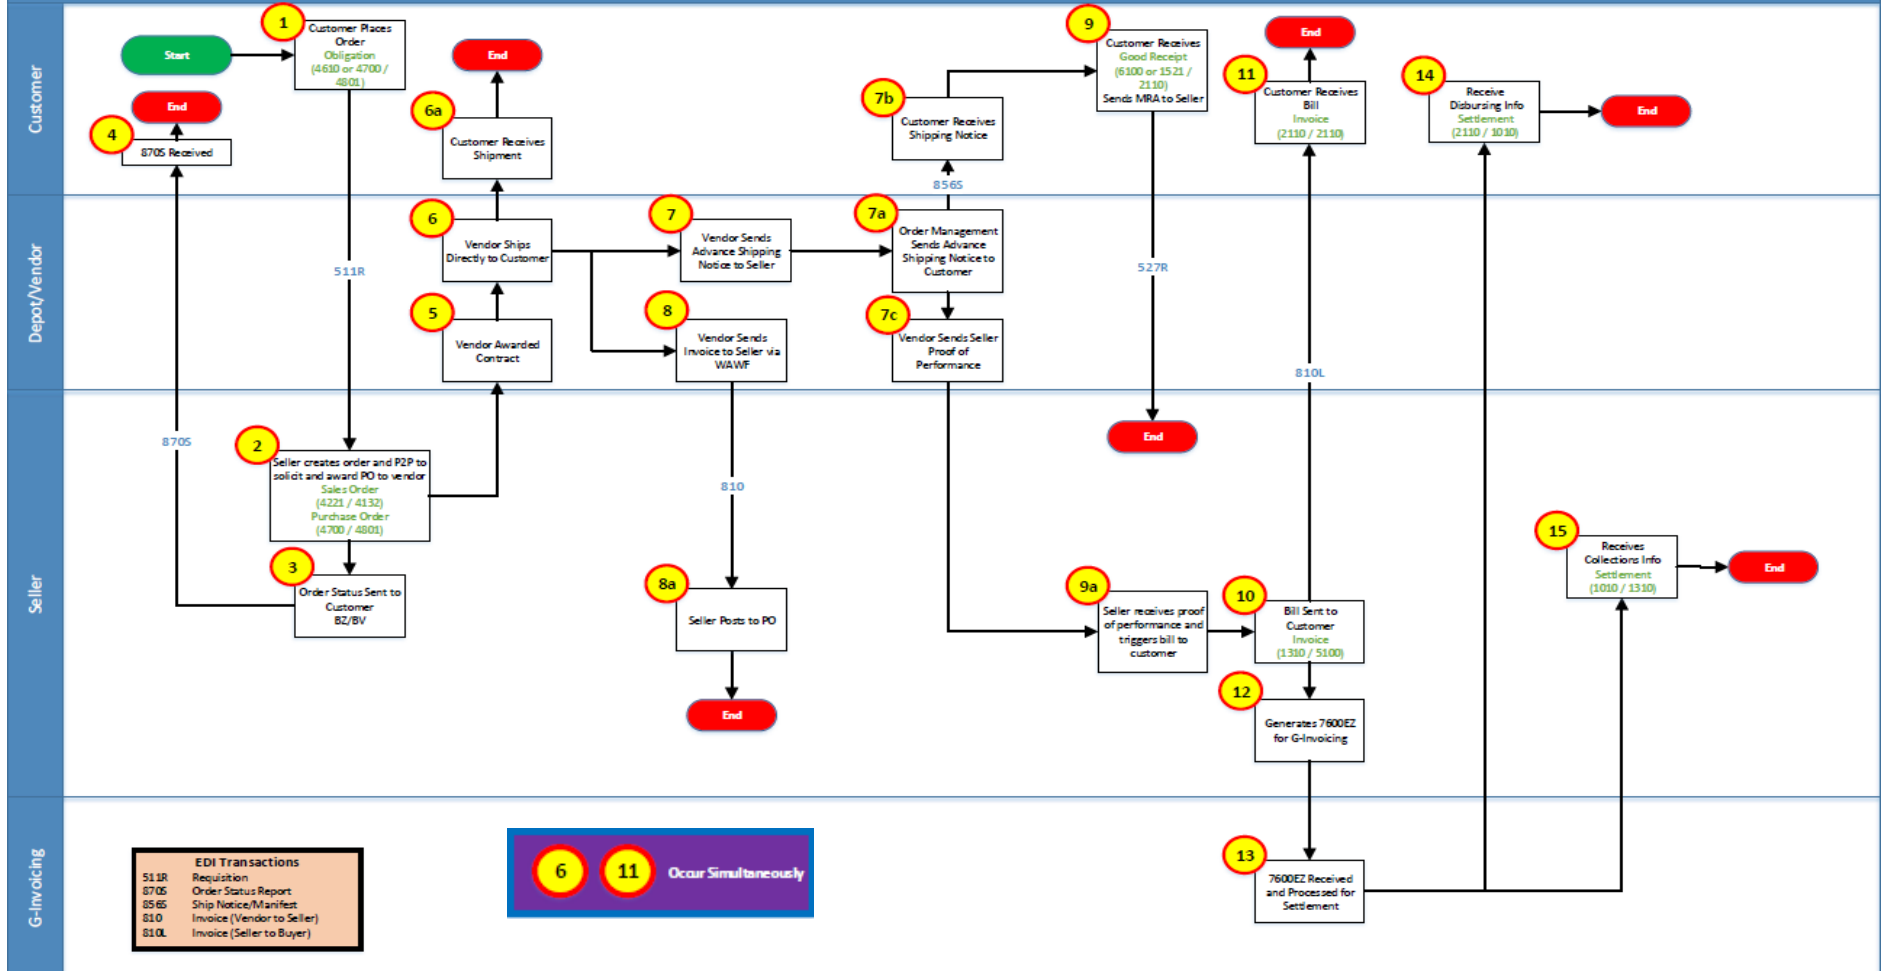 Customer
Start
1
Customer Places
Order
Obligation
(4610 or 4700 /
4801)
End
4
870S Received
End
6a
Customer Receives
Shipment
7b
Customer Receives
Shipping Notice
9
Customer Receives
Good Receipt
(6100 or 1521 /
2110)
Sends MRA to Seller
End
11
Customer Receives
Bill
Invoice
(2110 / 2110)
14
Receive
Disbursing Info
Settlement
(2110 / 1010)
End
856S
Depot/Vendor
511R
6
Vendor Ships
Directly to Customer
5
Vendor Awarded
Contract
7
Vendor Sends
Advance Shipping
Notice to Seller
8
Vendor Sends
Invoice to Seller via
WAWF
7a
Order Management
Sends Advance
Shipping Notice to
Customer
7c
Vendor Sends Seller
Proof of
Performance
527R
810L
Seller
870S
2
Seller creates order and P2P to
solicit and award PO to vendor
Sales Order
(4221 / 4132)
Purchase Order
(4700 / 4801)
3
Order Status Sent to
Customer
BZ/BV
810
8a
Seller Posts to PO
End
End
9a
Seller receives proof
of performance and
triggers bill to
customer
10
Bill Sent to
Customer
Invoice
(1310 / 5100)
12
Generates 7600EZ
for G-Invoicing
15
Receives
Collections Info
Settlement
(1010 / 1310)
End
G-Invoicing
EDI Transactions
511R Requisition
870S Order Status Report
856S Ship Notice/Manifest
810 Invoice (Vendor to Seller)
810L Invoice (Seller to Buyer)
6 11 Occur Simultaneously
13
7600EZ Received
and Processed for
Settlement